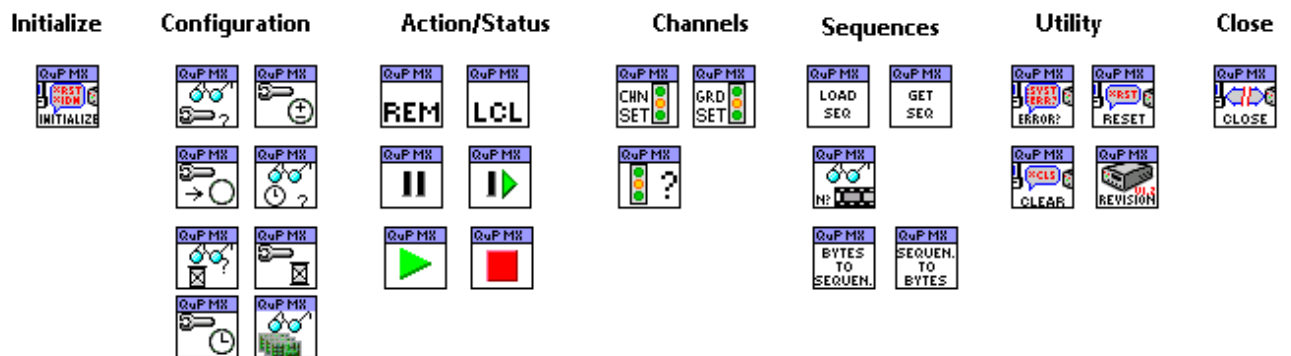 Initialize Configuration Action/Status Channels Sequences Utility Close
QuP MX QuP MX QuP MX QuP MX QuP MX QuP MX QuP MX QuP MX QuP MX QuP MX QuP MX QuP MX
*RST
*IDN
INITIALIZE
?
±
REM
LCL
CHN
SET
GRD
SET
LOAD
SEQ
GET
SEQ
SYST
ERR?
ERROR?
*RST
RESET
CLOSE
QuP MX QuP MX QuP MX QuP MX QuP MX QuP MX QuP MX QuP MX
?
?
N?
*CLS
CLEAR
V1.2
REVISION
QuP MX QuP MX QuP MX QuP MX QuP MX QuP MX
?
BYTES
TO
SEQUEN.
SEQUEN.
TO
BYTES
QuP MX QuP MX